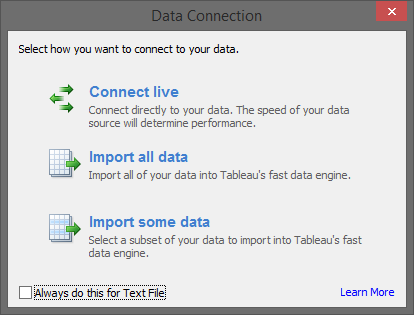 Data Connection
Select how you want to connect to your data.
Connect live
Connect directly to your data. The speed of your data
source will determine performance.
Import all data
Import all of your data into Tableau's fast data engine.
Import some data
Select a subset of your data to import into Tableau's fast
data engine.
Always do this for Text File
Learn More